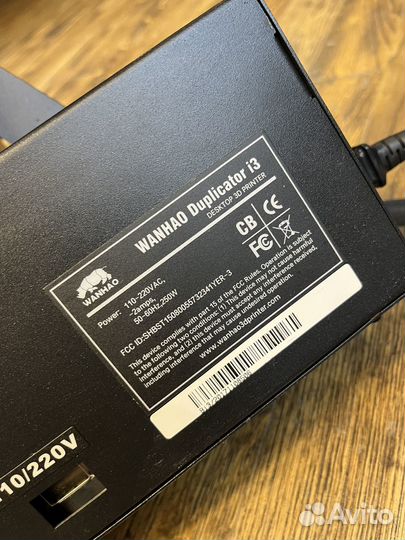 WANHAO Duplicator i3
DESKTOP 3D PRINTER
WANHAO
CB CE
FC
Power: 110-220VAC,
-2amps,
50-60Hz,250W
FCC ID:SHBST15080055732341YER-3
This device complies with part 15 of the FCC Rules. Operation is subject
to the following two conditions: (1) this device may not cause harmful
interference, and (2) this device must accept any interference received,
including interference that may cause undesired operation.
www.wanhao3dprinter.com
10/220V
Avito